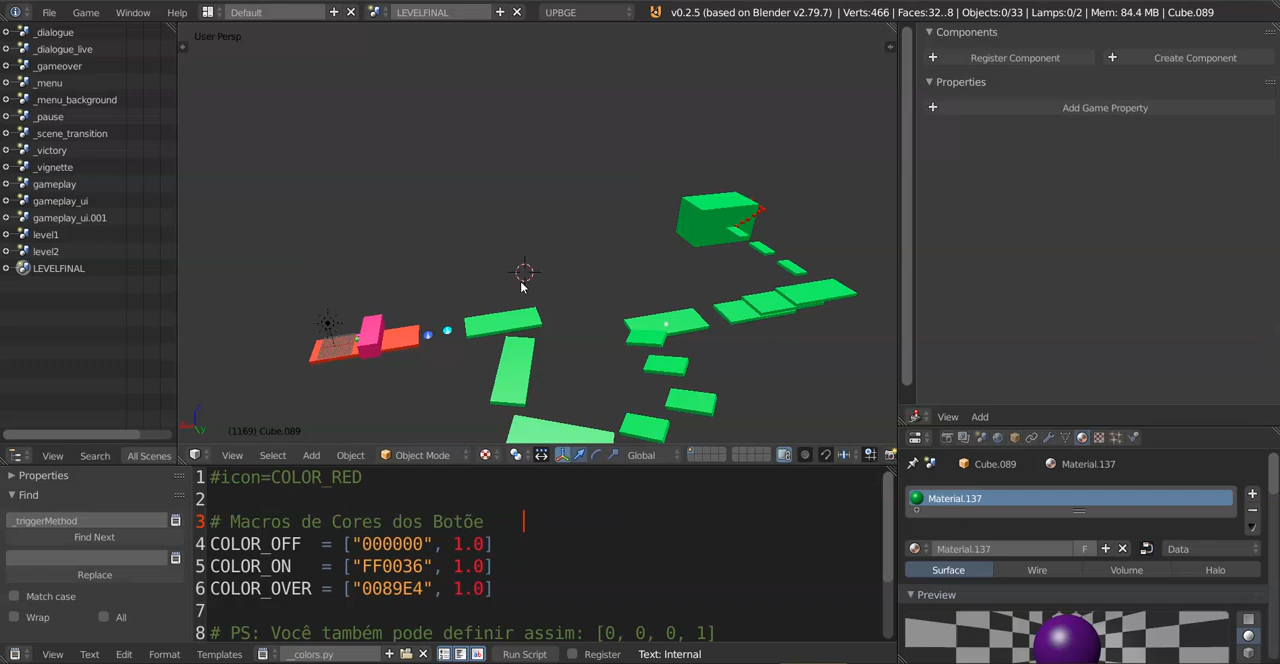 File Game Window Help Default LEVELFINAL UPBGE v0.2.5 (based on Blender v2.79.7) | Verts:466 | Faces:32..8 | Objects:0/33 | Lamps:0/2 | Mem: 84.4 MB | Cube.089
_dialogue
_dialogue_live
_gameover
_menu
_menu_background
_pause
_scene_transition
_victory
_vignette
gameplay
gameplay_ui
gameplay_ui.001
level1
level2
LEVELFINAL
View Search All Scenes
User Persp
(1169) Cube.089
View Select Add Object Object Mode Global
Components
Register Component Create Component
Properties
Add Game Property
View Add
Cube.089 Material.137
Material.137
Material.137 F Data
Surface Wire Volume Halo
Preview
Properties
Find
_triggerMethod
Find Next
Replace
Match case
Wrap All
1 #icon=COLOR_RED
2
3 # Macros de Cores dos Botõe
4 COLOR_OFF = ["000000", 1.0]
5 COLOR_ON = ["FF0036", 1.0]
6 COLOR_OVER = ["0089E4", 1.0]
7
8 # PS: Você também pode definir assim: [0, 0, 0, 1]
View Text Edit Format Templates __colors.py Run Script Register Text: Internal